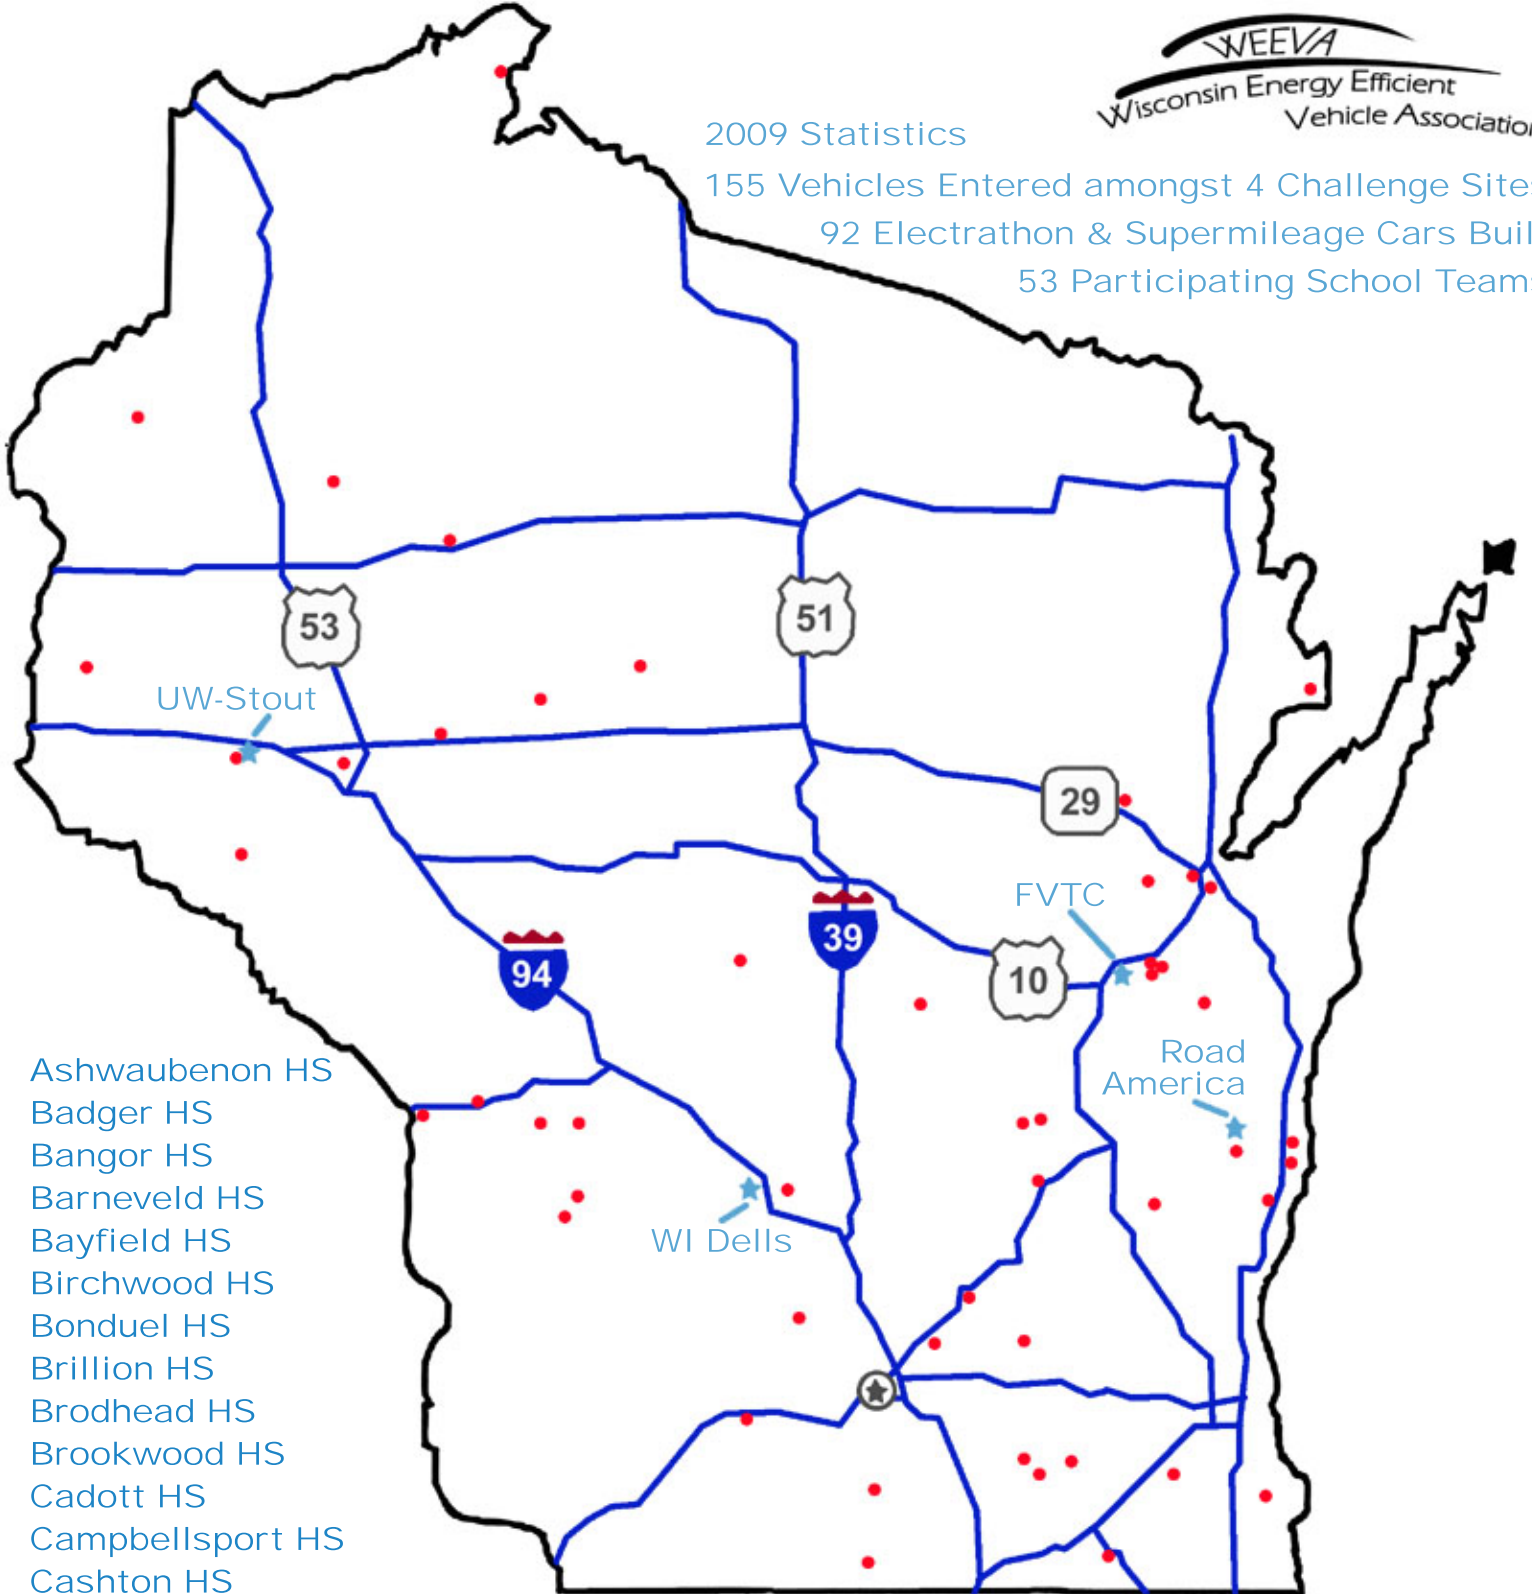 WEEVA
Wisconsin Energy Efficient
Vehicle Association
2009 Statistics
155 Vehicles Entered amongst 4 Challenge Sites
92 Electrathon & Supermileage Cars Buil
53 Participating School Teams
53
51
UW-Stout
29
FVTC
39
94
10
Road
America
WI Dells
Ashwaubenon HS
Badger HS
Bangor HS
Barneveld HS
Bayfield HS
Birchwood HS
Bonduel HS
Brillion HS
Brodhead HS
Brookwood HS
Cadott HS
Campbellsport HS
Cashton HS